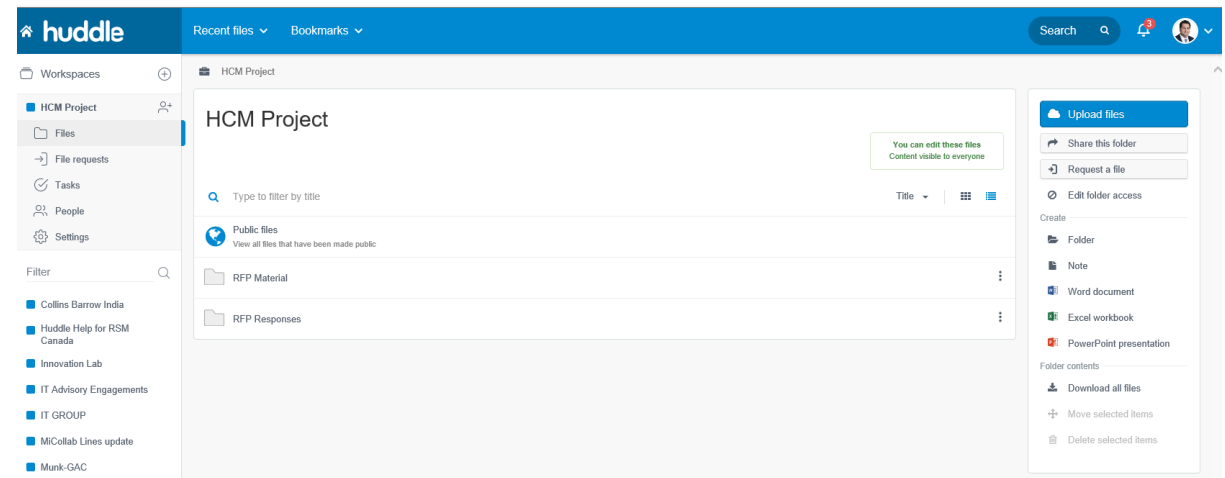 huddle
Recent files
Bookmarks
Search
3
Workspaces
HCM Project
HCM Project
Files
File requests
Tasks
People
Settings
Filter
Collins Barrow India
Huddle Help for RSM
Canada
Innovation Lab
IT Advisory Engagements
IT GROUP
MiCollab Lines update
Munk-GAC
HCM Project
You can edit these files
Content visible to everyone
Type to filter by title
Title
Public files
View all files that have been made public
RFP Material
RFP Responses
Upload files
Share this folder
Request a file
Edit folder access
Create
Folder
Note
Word document
Excel workbook
PowerPoint presentation
Folder contents
Download all files
Move selected items
Delete selected items